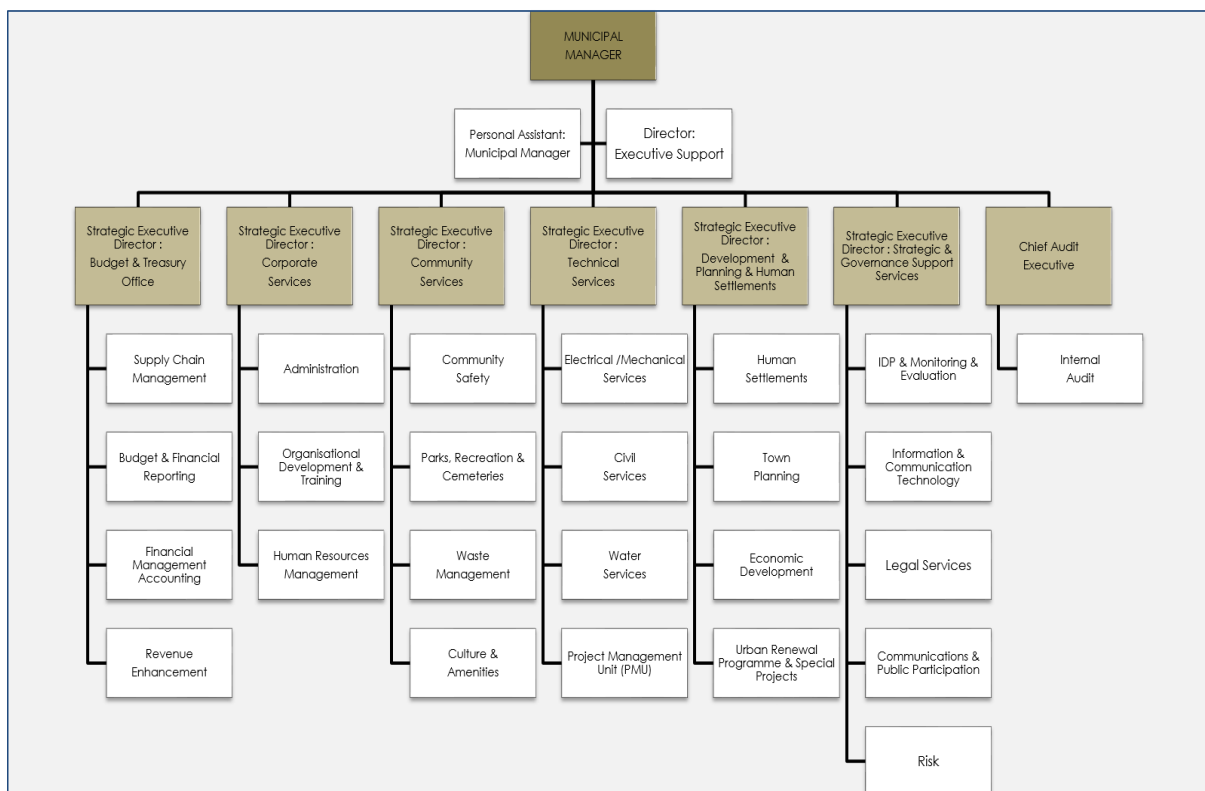 MUNICIPAL
MANAGER
Personal Assistant:
Municipal Manager
Director:
Executive Support
Strategic Executive
Director :
Budget & Treasury
Office
Strategic Executive
Director :
Corporate
Services
Strategic Executive
Director :
Community
Services
Strategic Executive
Director :
Technical
Services
Strategic Executive
Director :
Development &
Planning & Human
Settlements
Strategic Executive
Director : Strategic &
Governance Support
Services
Chief Audit
Executive
Supply Chain
Management
Administration
Community
Safety
Electrical /Mechanical
Services
Human
Settlements
IDP & Monitoring &
Evaluation
Internal
Audit
Budget & Financial
Reporting
Organisational
Development &
Training
Parks, Recreation &
Cemeteries
Civil
Services
Town
Planning
Information &
Communication
Technology
Financial
Management
Accounting
Human Resources
Management
Waste
Management
Water
Services
Economic
Development
Legal Services
Revenue
Enhancement
Culture &
Amenities
Project Management
Unit (PMU)
Urban Renewal
Programme & Special
Projects
Communications &
Public Participation
Risk